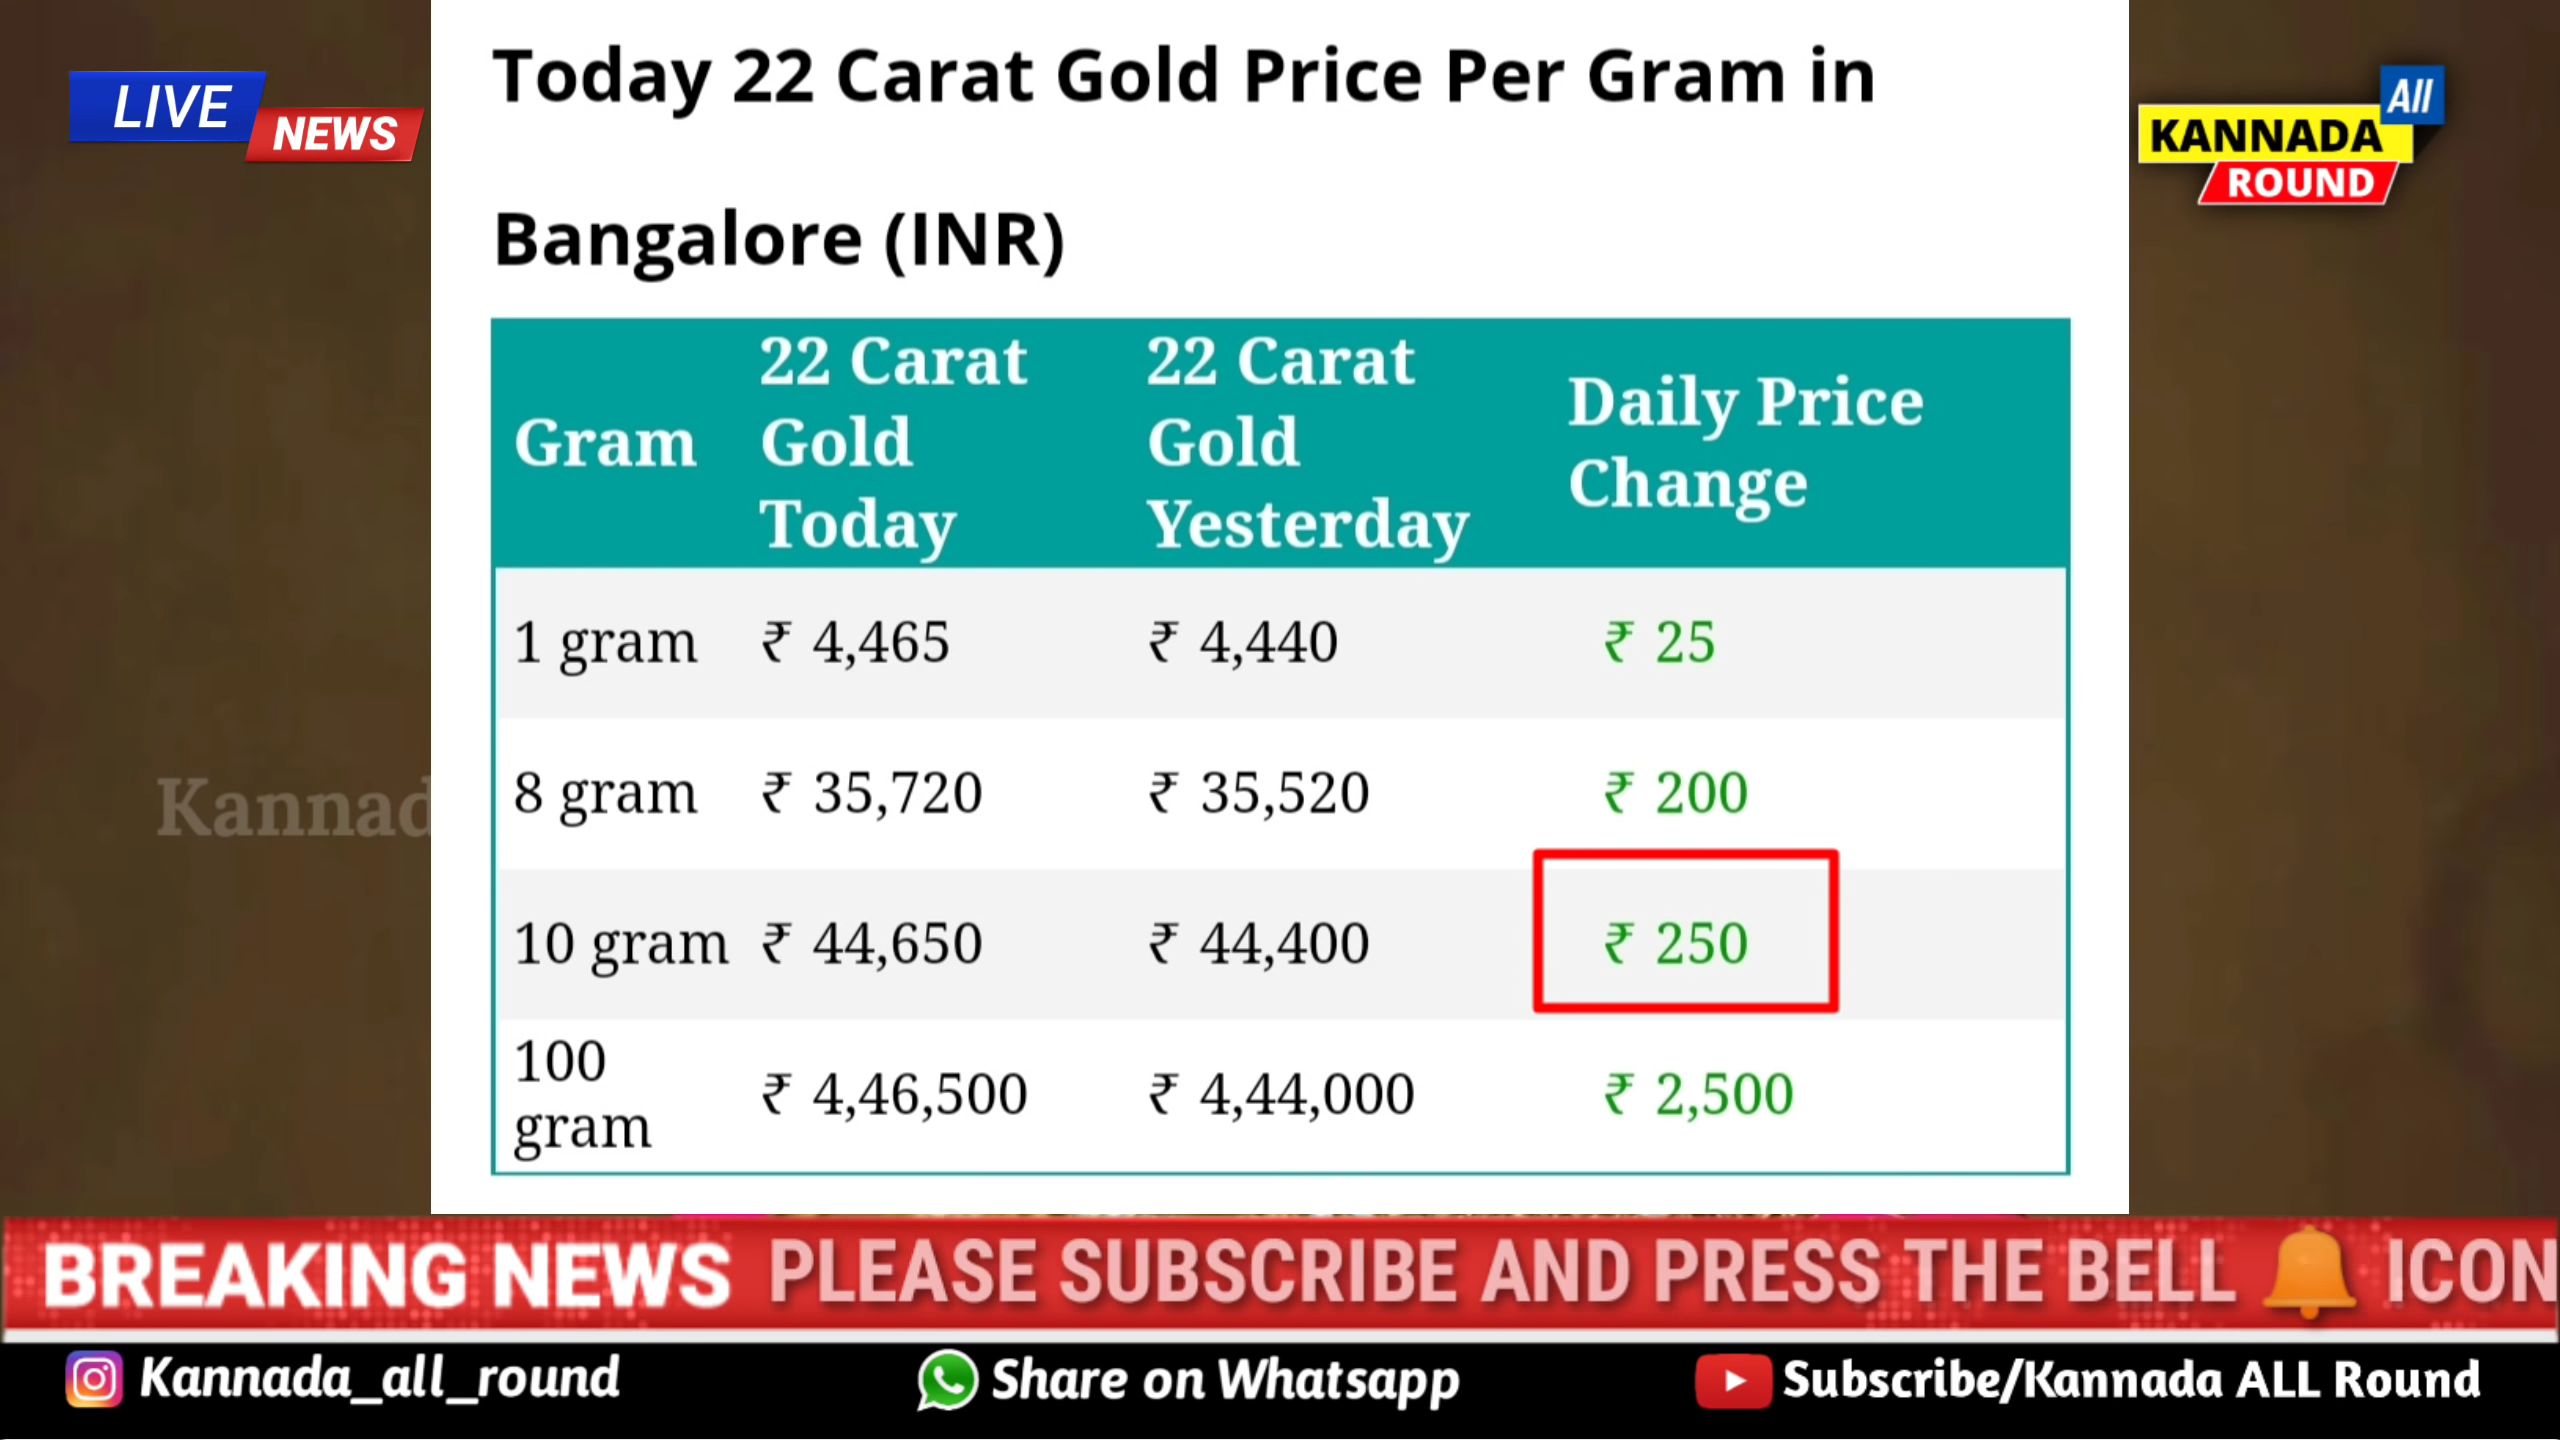 Today 22 Carat Gold Price Per Gram in
Bangalore (INR)
LIVE
NEWS
All
KANNADA
ROUND
Gram
22 Carat
Gold
Today
22 Carat
Gold
Yesterday
Daily Price
Change
1 gram ₹ 4,465 ₹ 4,440 ₹ 25
8 gram ₹ 35,720 ₹ 35,520 ₹ 200
10 gram ₹ 44,650 ₹ 44,400 ₹ 250
100
gram
₹ 4,46,500 ₹ 4,44,000 ₹ 2,500
Kannad
BREAKING NEWS PLEASE SUBSCRIBE AND PRESS THE BELL 🔔 ICON
Kannada_all_round
Share on Whatsapp
Subscribe/Kannada ALL Round